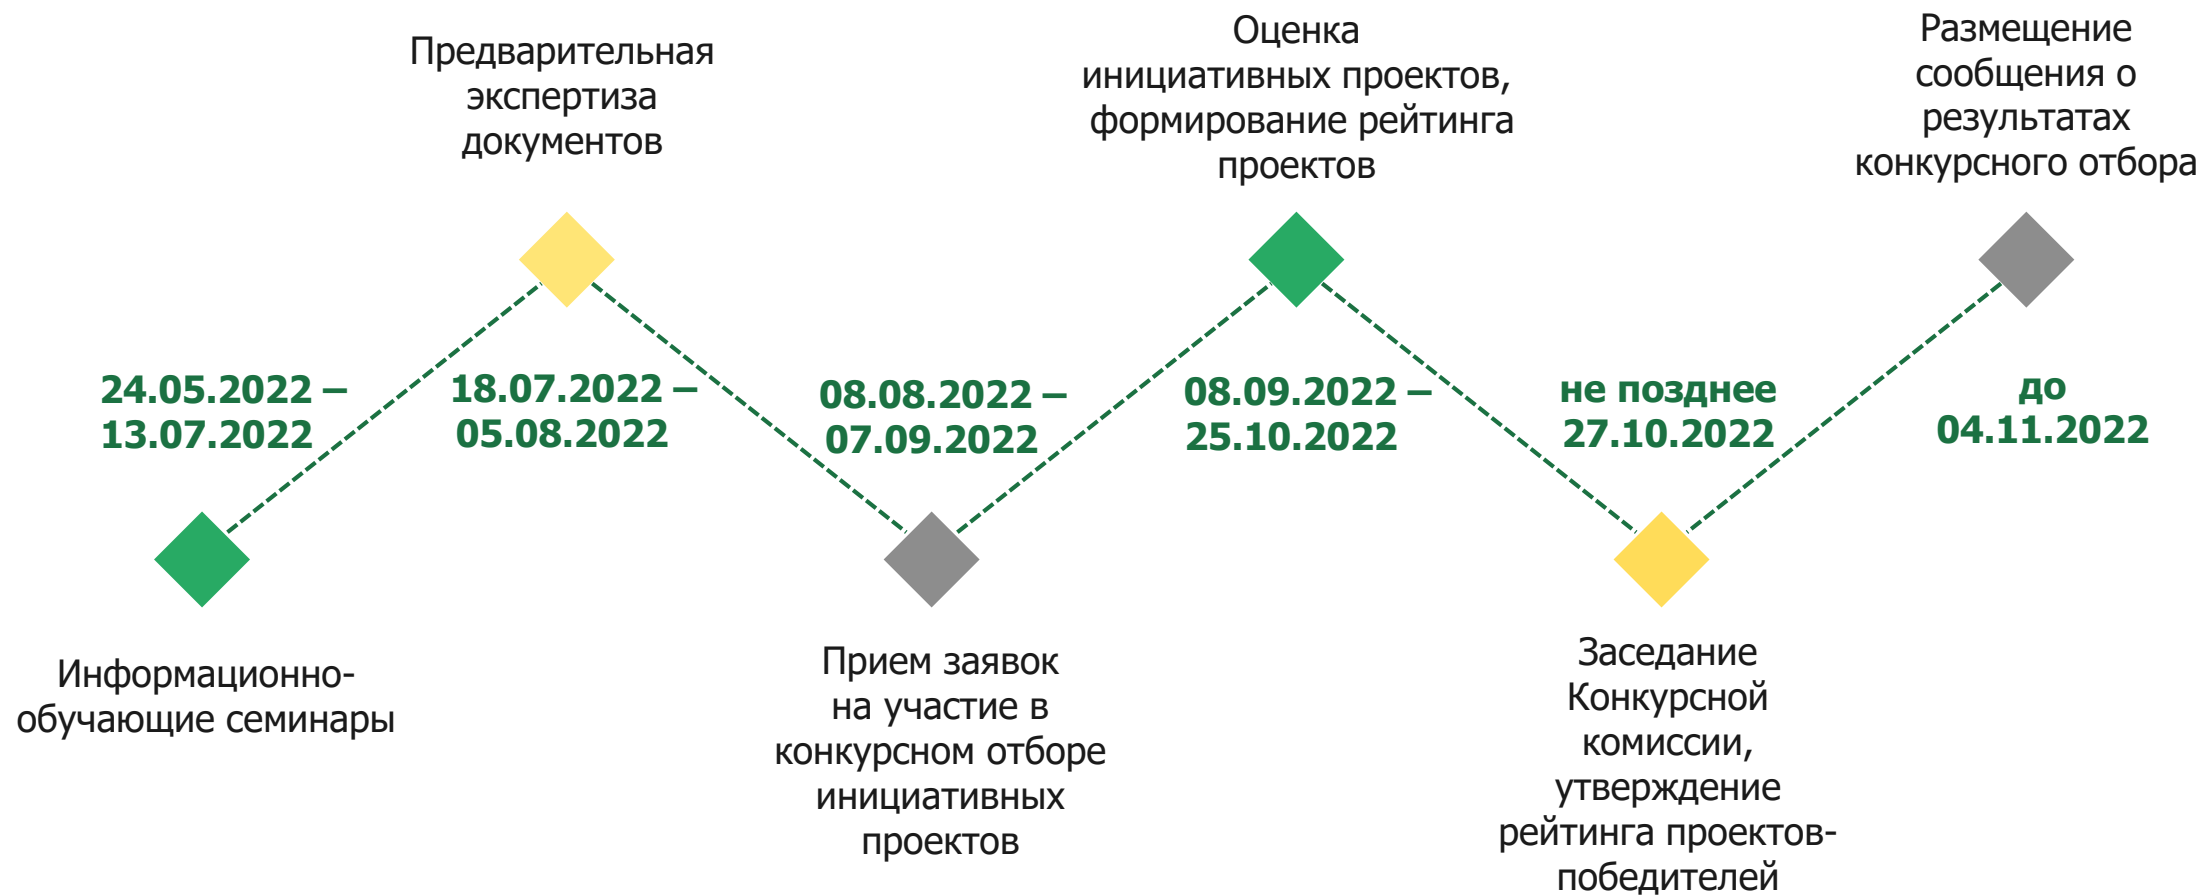 Предварительная
экспертиза
документов
Оценка
инициативных проектов,
формирование рейтинга
проектов
Размещение
сообщения о
результатах
конкурсного отбора
24.05.2022 –
13.07.2022
18.07.2022 –
05.08.2022
08.08.2022 –
07.09.2022
08.09.2022 –
25.10.2022
не позднее
27.10.2022
до
04.11.2022
Информационно-
обучающие семинары
Прием заявок
на участие в
конкурсном отборе
инициативных
проектов
Заседание
Конкурсной
комиссии,
утверждение
рейтинга проектов-
победителей